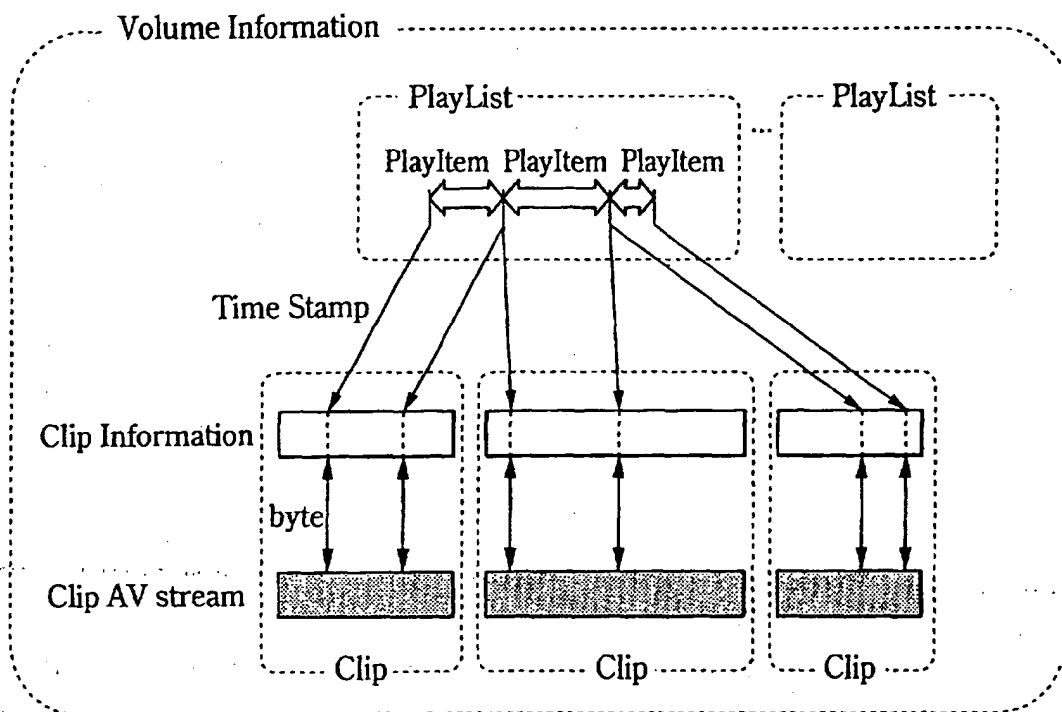 Volume Information
PlayList
PlayList
...
PlayItem PlayItem PlayItem
Time Stamp
Clip Information
byte
Clip AV stream
Clip
Clip
Clip